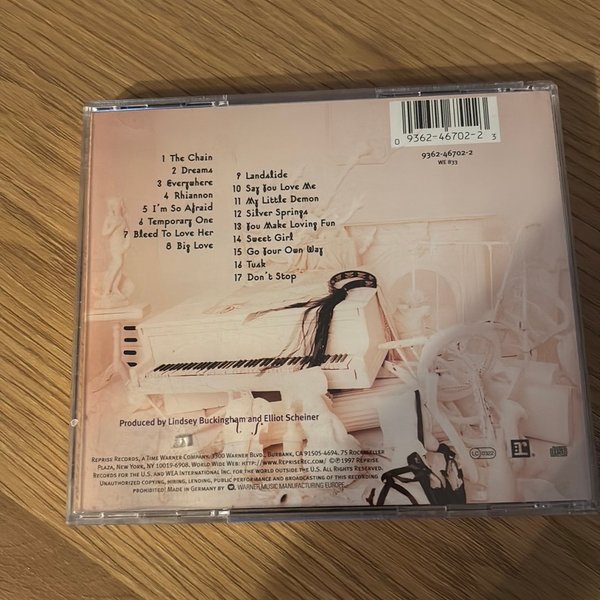 0 9362-46702-2 3
9362-46702-2
WE 833
1 The Chain
2 Dreams
3 Everywhere
4 Rhiannon
5 I'm So Afraid
6 Temporary One
7 Bleed To Love Her
8 Big Love
9 Landslide
10 Say You Love Me
11 My Little Demon
12 Silver Springs
13 You Make Loving Fun
14 Sweet Girl
15 Go Your Own Way
16 Tusk
17 Don't Stop
Produced by Lindsey Buckingham and Elliot Scheiner
Reprise Records, a Time Warner Company. 3300 Warner Blvd., Burbank, CA 91505-4694. 75 Rockefeller
Plaza, New York, NY 10019-6908. World Wide Web: http://www.RepriseRec.com/ ©℗1997 Reprise
Records for the U.S. and WEA International Inc. for the world outside the U.S. All Rights Reserved.
Unauthorized copying, hiring, lending, public performance and broadcasting of this recording
prohibited! Made in Germany by Warner Music Manufacturing Europe.
LC 0322